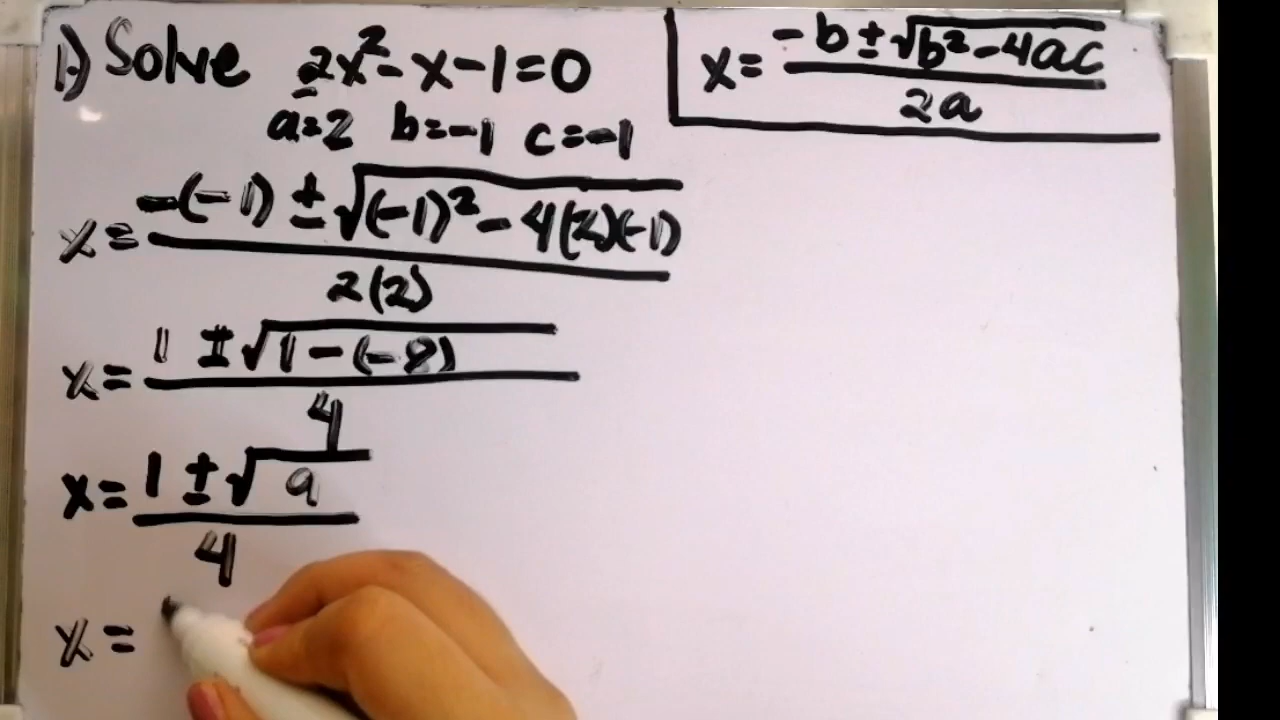 1.) Solve 2x² - x - 1 = 0
x = -b ± √b² - 4ac / 2a
a = 2 b = -1 c = -1
x = -(-1) ± √(-1)² - 4(2)(-1) / 2(2)
x = 1 ± √1 - (-8) / 4
x = 1 ± √9 / 4
x =